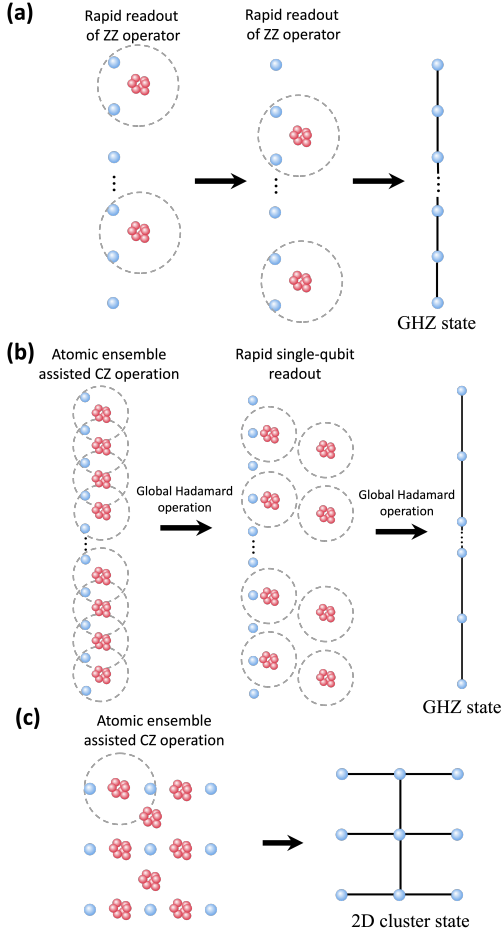 (a)
Rapid readout
of ZZ operator
Rapid readout
of ZZ operator
GHZ state
(b)
Atomic ensemble
assisted CZ operation
Rapid single-qubit
readout
Global Hadamard
operation
Global Hadamard
operation
GHZ state
(c)
Atomic ensemble
assisted CZ operation
2D cluster state